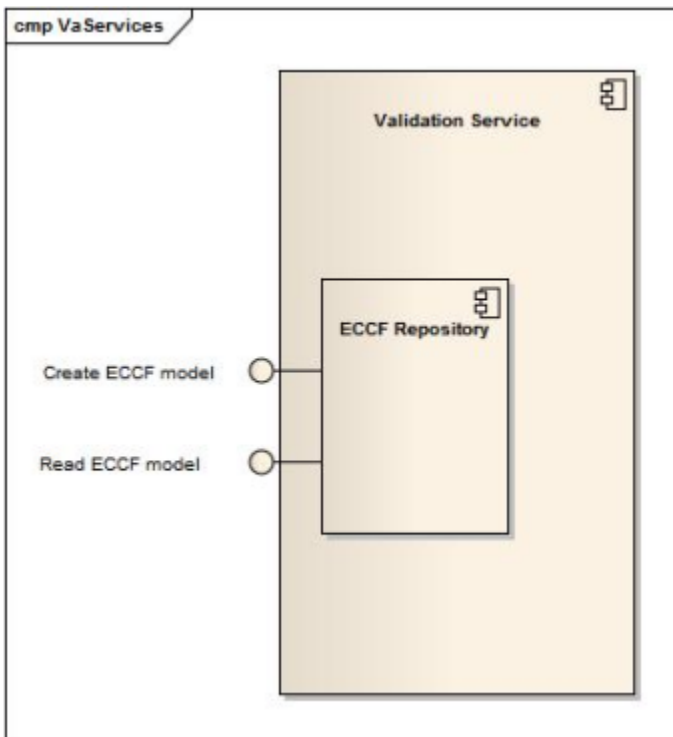 cmp VaServices
Validation Service
ECCF Repository
Create ECCF model
Read ECCF model